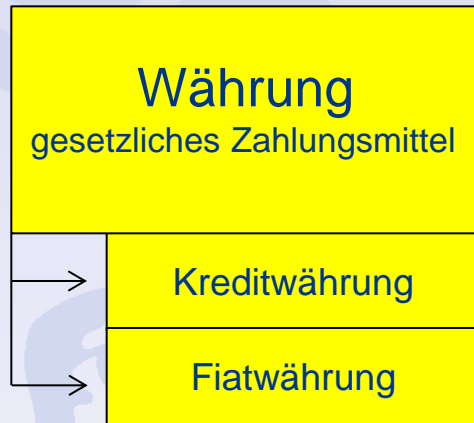 Währung
gesetzliches Zahlungsmittel
Kreditwährung
Fiatwährung